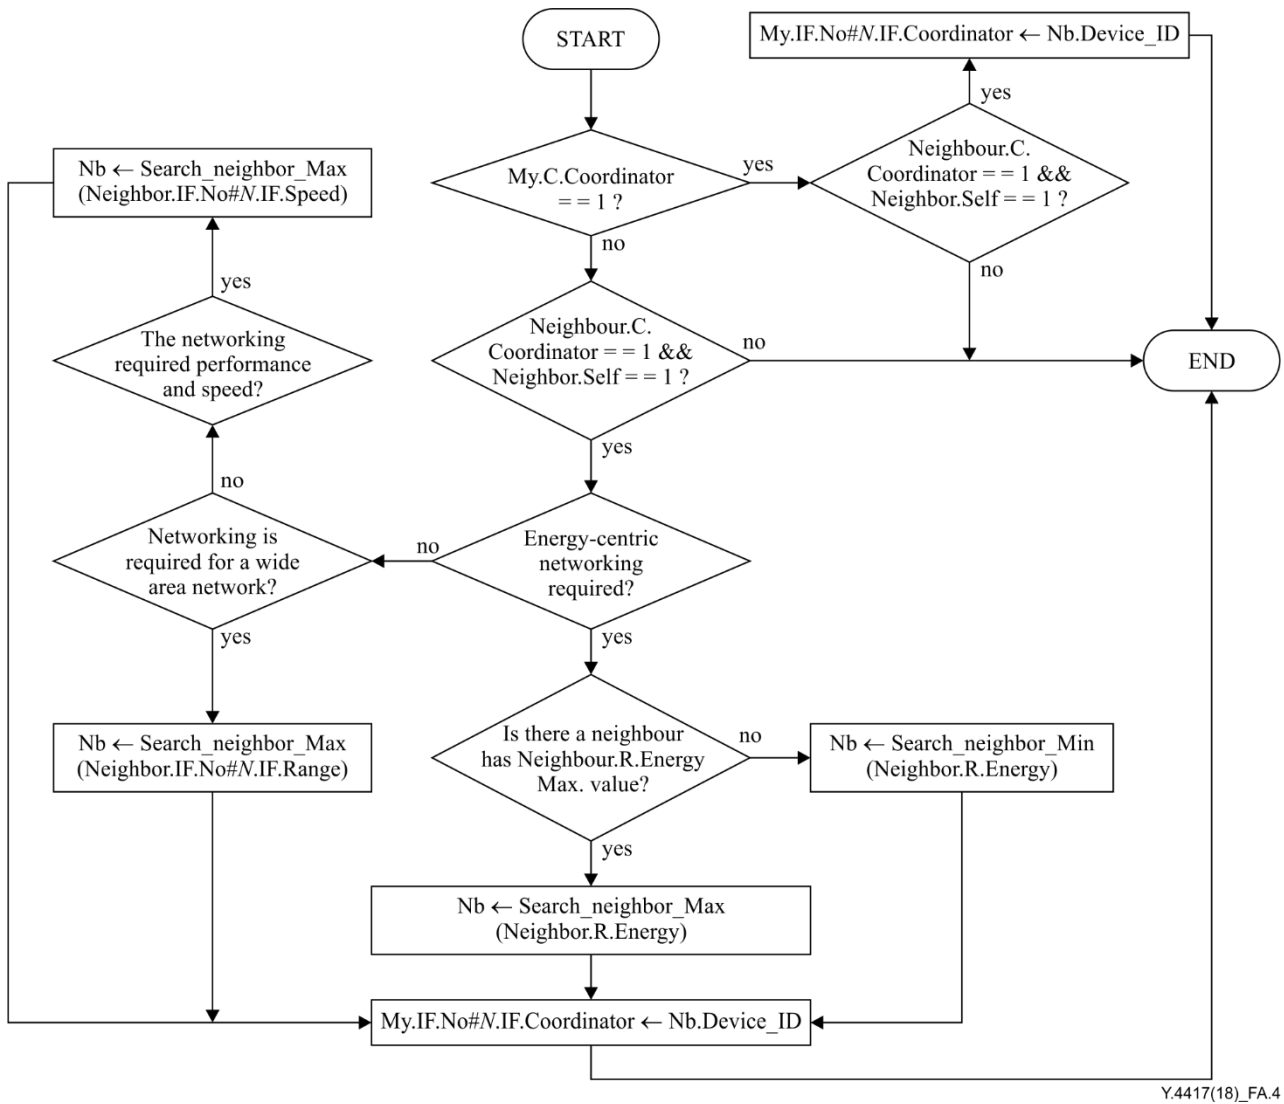 START
My.IF.No#N.IF.Coordinator ← Nb.Device_ID
yes
Nb ← Search_neighbor_Max
(Neighbor.IF.No#N.IF.Speed)
My.C.Coordinator
= = 1 ?
yes
Neighbour.C.
Coordinator = = 1 &&
Neighbor.Self = = 1 ?
no
no
yes
The networking
required performance
and speed?
Neighbour.C.
Coordinator = = 1 &&
Neighbor.Self = = 1 ?
no
END
yes
no
Networking is
required for a wide
area network?
no
Energy-centric
networking
required?
yes
yes
Nb ← Search_neighbor_Max
(Neighbor.IF.No#N.IF.Range)
Is there a neighbour
has Neighbour.R.Energy
Max. value?
no
Nb ← Search_neighbor_Min
(Neighbor.R.Energy)
yes
Nb ← Search_neighbor_Max
(Neighbor.R.Energy)
My.IF.No#N.IF.Coordinator ← Nb.Device_ID
Y.4417(18)_FA.4